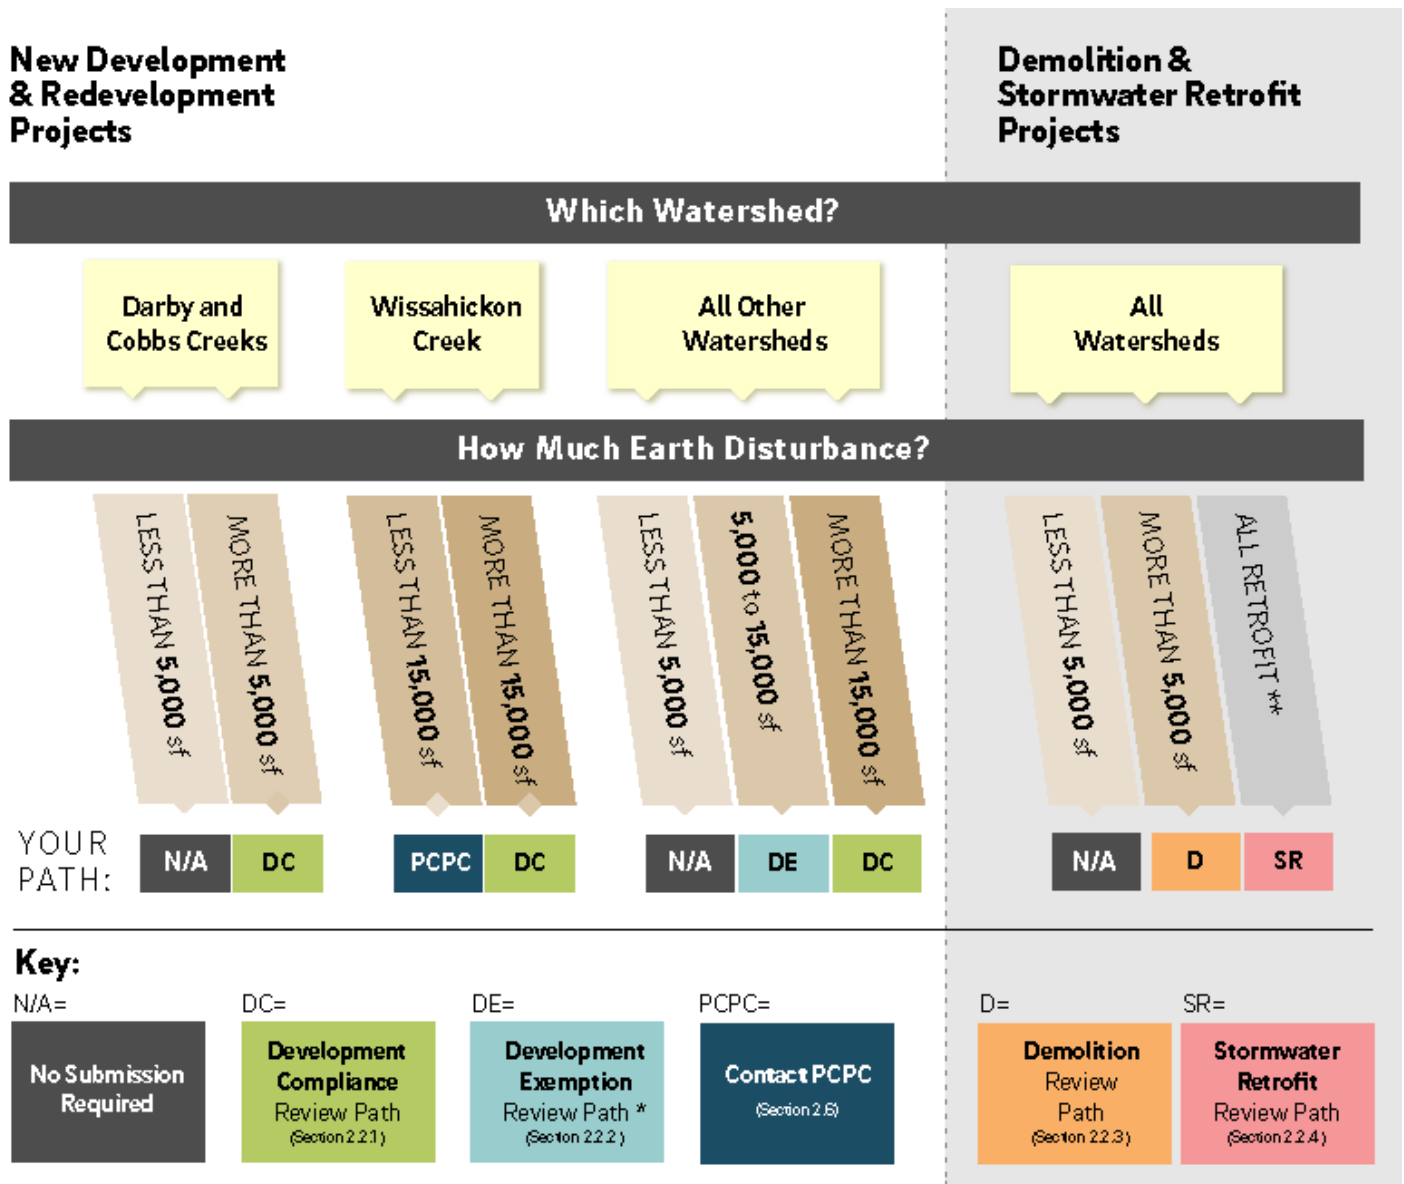 New Development
& Redevelopment
Projects
Demolition &
Stormwater Retrofit
Projects
Which Watershed?
Darby and
Cobbs Creeks
Wissahickon
Creek
All Other
Watersheds
All
Watersheds
How Much Earth Disturbance?
LESS THAN 5,000 sf
MORE THAN 5,000 sf
LESS THAN 15,000 sf
MORE THAN 15,000 sf
LESS THAN 5,000 sf
5,000 to 15,000 sf
MORE THAN 15,000 sf
LESS THAN 5,000 sf
MORE THAN 5,000 sf
ALL RETROFIT **
YOUR
PATH:
N/A
DC
PCPC
DC
N/A
DE
DC
N/A
D
SR
Key:
N/A=
No Submission
Required
DC=
Development
Compliance
Review Path
(Section 2.2.1)
DE=
Development
Exemption
Review Path *
(Section 2.2.2)
PCPC=
Contact PCPC
(Section 2.6)
D=
Demolition
Review
Path
(Section 2.2.3)
SR=
Stormwater
Retrofit
Review Path
(Section 2.2.4)